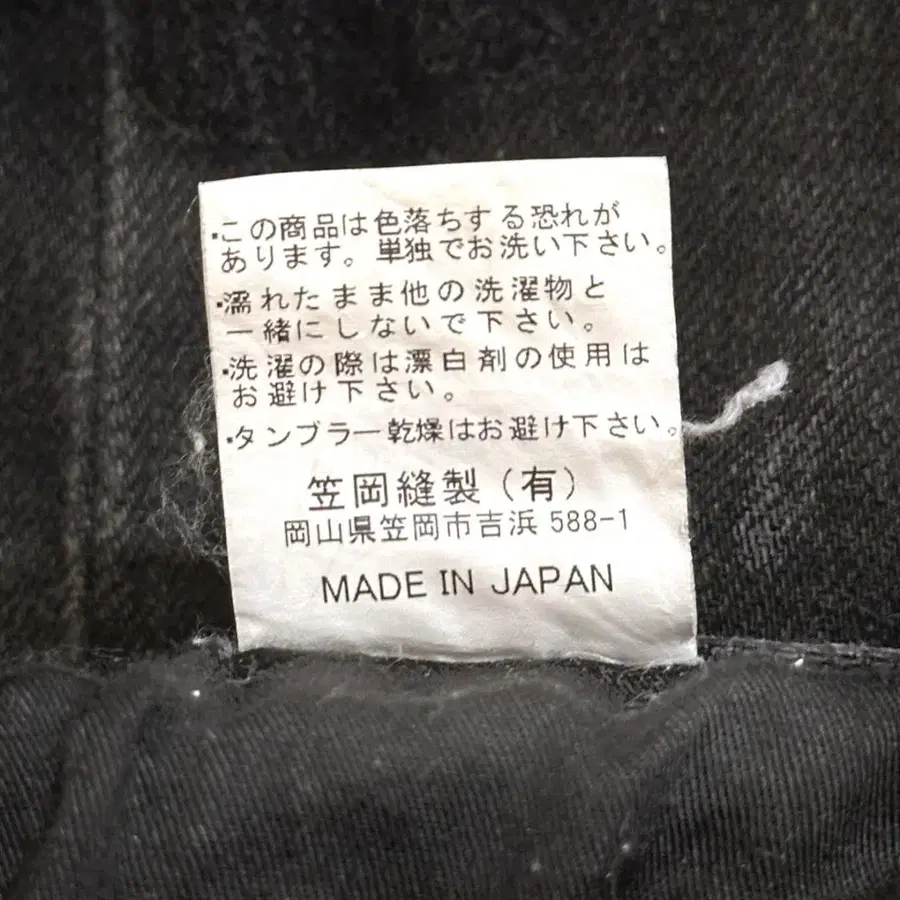 ・この商品は色落ちする恐れが
あります。単独でお洗い下さい。
・濡れたまま他の洗濯物と
一緒にしないで下さい。
・洗濯の際は漂白剤の使用は
お避け下さい。
・タンブラー乾燥はお避け下さい。
笠岡縫製（有）
岡山県笠岡市吉浜 588-1
MADE IN JAPAN